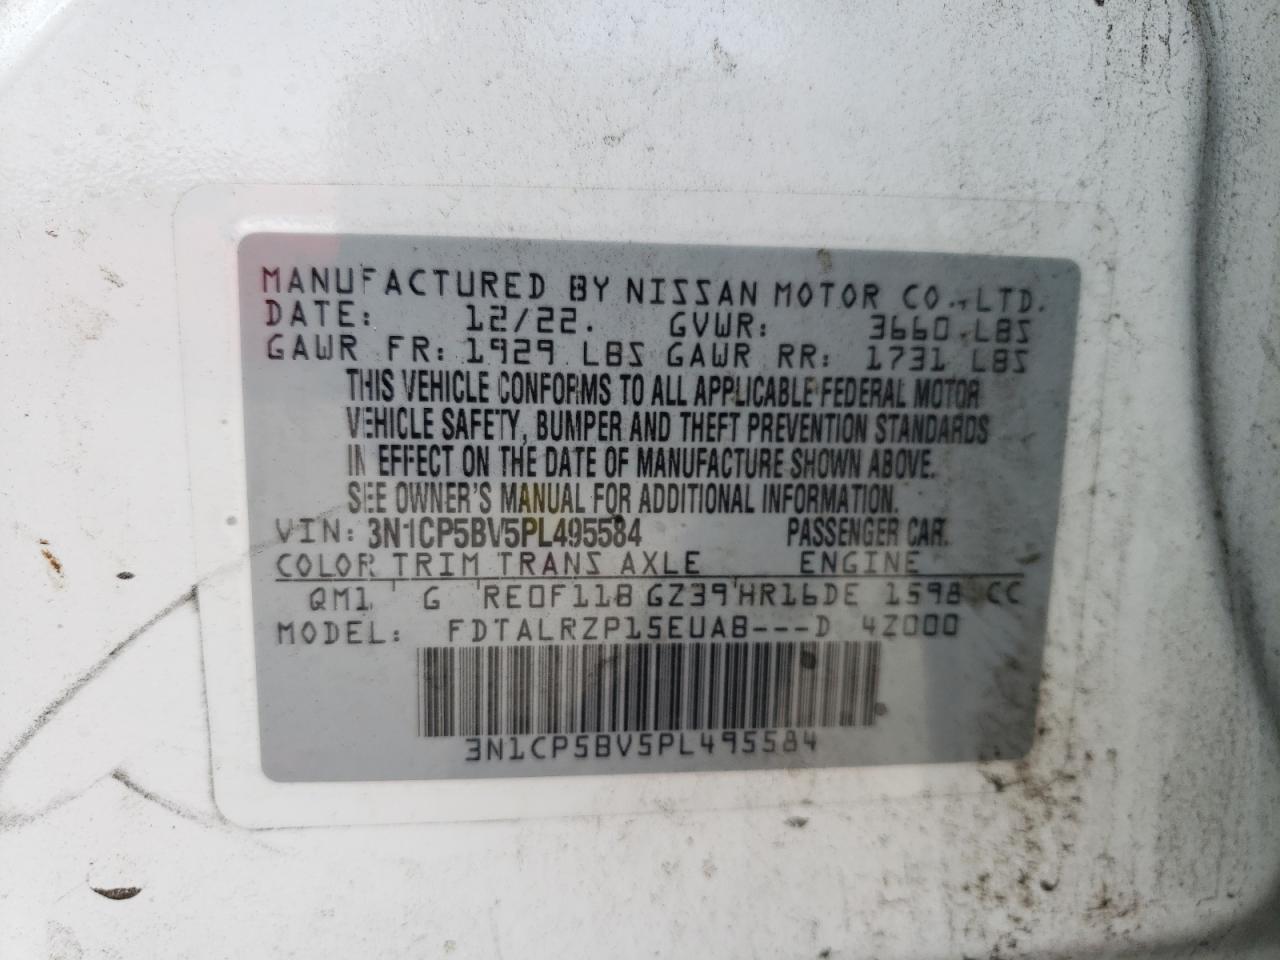 MANUFACTURED BY NISSAN MOTOR CO.,LTD.
DATE: 12/22. GVWR: 3660 LBS
GAWR FR: 1929 LBS GAWR RR: 1731 LBS
THIS VEHICLE CONFORMS TO ALL APPLICABLE FEDERAL MOTOR
VEHICLE SAFETY, BUMPER AND THEFT PREVENTION STANDARDS
IN EFFECT ON THE DATE OF MANUFACTURE SHOWN ABOVE.
SEE OWNER'S MANUAL FOR ADDITIONAL INFORMATION.
VIN: 3N1CP5BV5PL495584 PASSENGER CAR.
COLOR TRIM TRANS AXLE ENGINE
QM1 G RE0F11B GZ39 HR16DE 1598 CC
MODEL: FDTALRZP15EUAB---D 4Z000
3N1CP5BV5PL495584